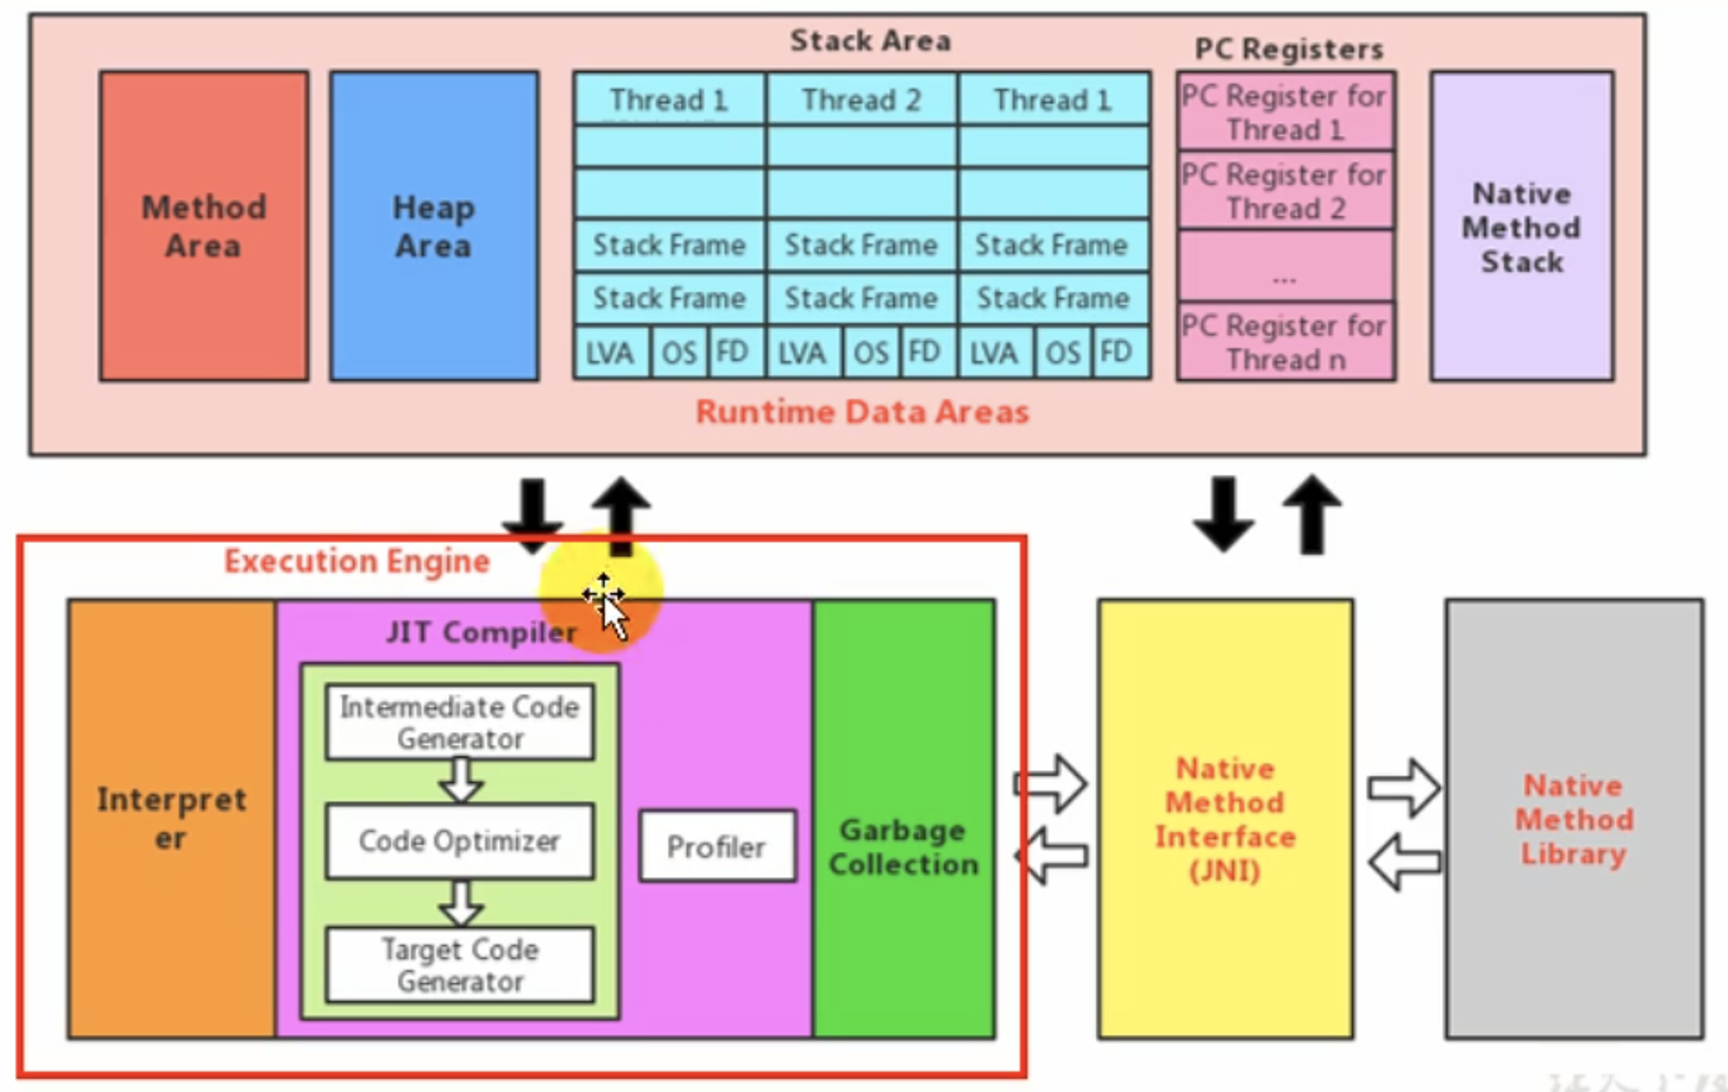 Stack Area
PC Registers
Method
Area
Heap
Area
Thread 1
Thread 2
Thread 1
Stack Frame
Stack Frame
Stack Frame
Stack Frame
Stack Frame
Stack Frame
LVA
OS
FD
LVA
OS
FD
LVA
OS
FD
PC Register for
Thread 1
PC Register for
Thread 2
...
PC Register for
Thread n
Native
Method
Stack
Runtime Data Areas
Execution Engine
Interpret
er
JIT Compiler
Intermediate Code
Generator
Code Optimizer
Target Code
Generator
Profiler
Garbage
Collection
Native
Method
Interface
(JNI)
Native
Method
Library